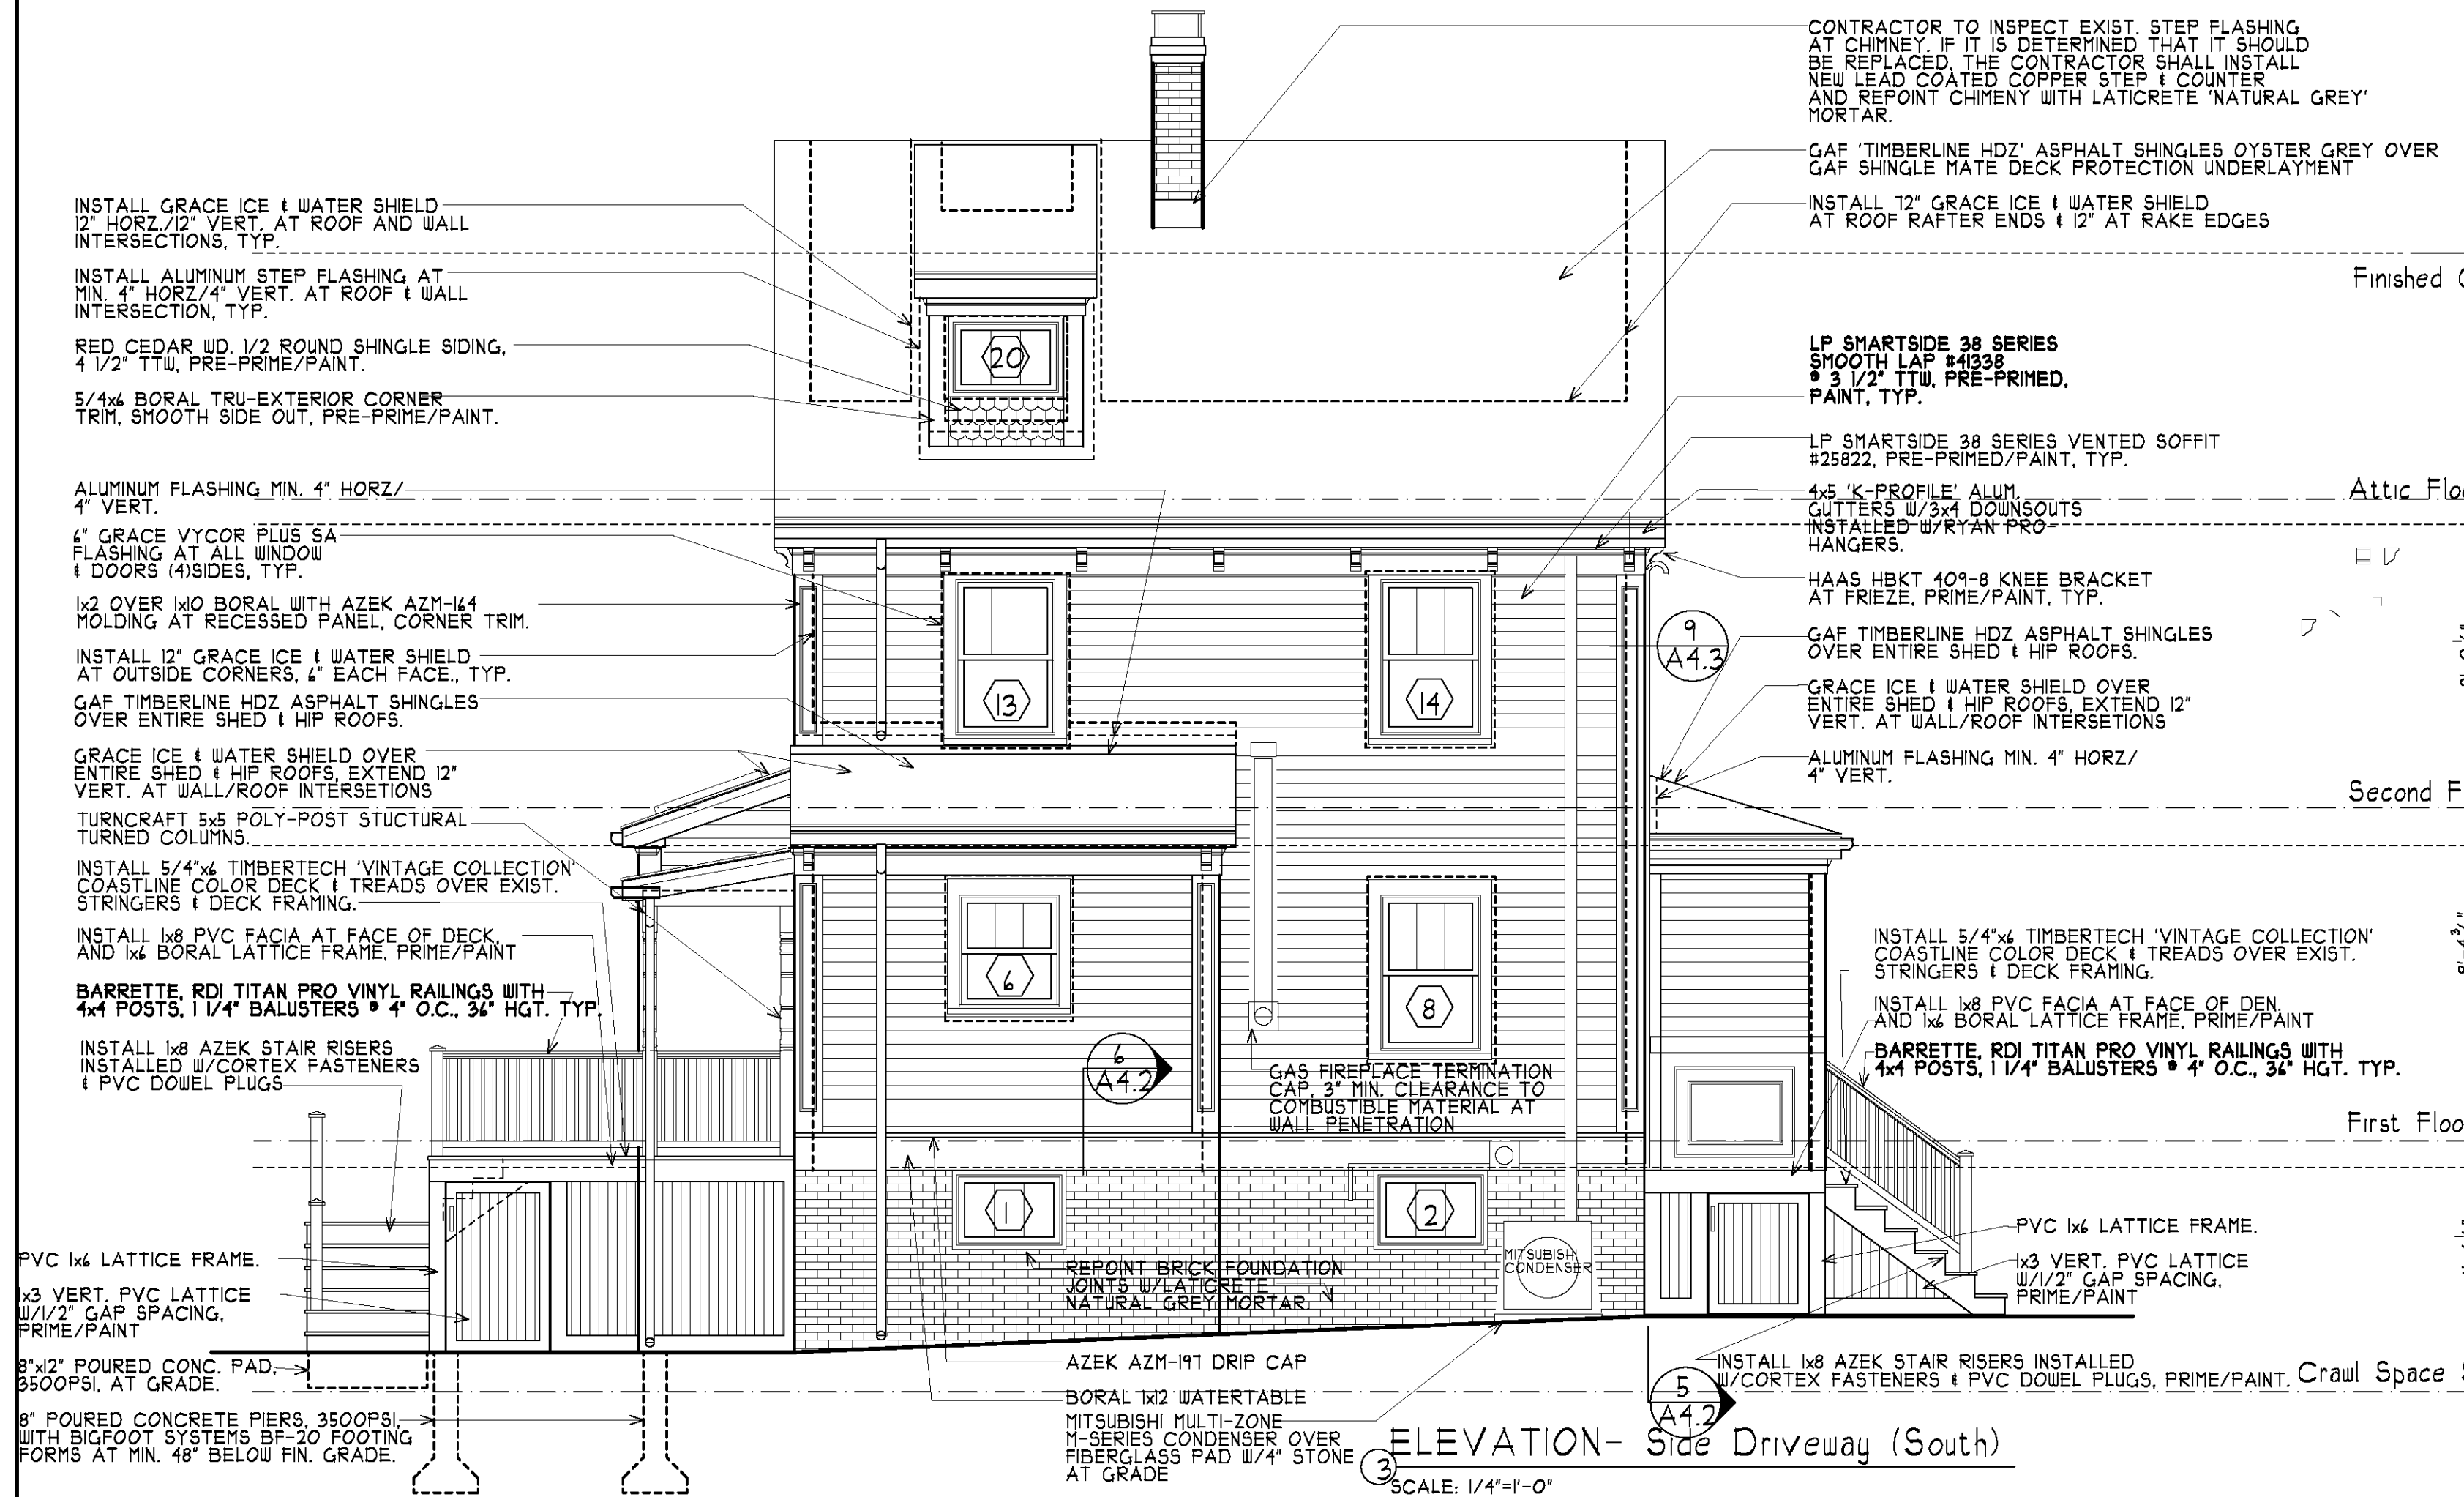 CONTRACTOR TO INSPECT EXIST. STEP FLASHING
AT CHIMNEY. IF IT IS DETERMINED THAT IT SHOULD
BE REPLACED, THE CONTRACTOR SHALL INSTALL
NEW LEAD COATED COPPER STEP & COUNTER
AND REPOINT CHIMENY WITH LATICRETE 'NATURAL GREY'
MORTAR.
GAF 'TIMBERLINE HDZ' ASPHALT SHINGLES OYSTER GREY OVER
GAF SHINGLE MATE DECK PROTECTION UNDERLAYMENT
INSTALL 72" GRACE ICE & WATER SHIELD
AT ROOF RAFTER ENDS & 12" AT RAKE EDGES
Finished
LP SMARTSIDE 38 SERIES
SMOOTH LAP #41338
@ 3 1/2" TTW, PRE-PRIMED,
PAINT, TYP.
LP SMARTSIDE 38 SERIES VENTED SOFFIT
#25822, PRE-PRIMED/PAINT, TYP.
4x5 'K-PROFILE' ALUM.
GUTTERS W/3x4 DOWNSOUTS
INSTALLED W/RYAN PRO-
HANGERS.
Attic Floo
HAAS HBKT 409-8 KNEE BRACKET
AT FRIEZE, PRIME/PAINT, TYP.
GAF TIMBERLINE HDZ ASPHALT SHINGLES
OVER ENTIRE SHED & HIP ROOFS.
GRACE ICE & WATER SHIELD OVER
ENTIRE SHED & HIP ROOFS, EXTEND 12"
VERT. AT WALL/ROOF INTERSETIONS
ALUMINUM FLASHING MIN. 4" HORZ/
4" VERT.
Second F
INSTALL GRACE ICE & WATER SHIELD
12" HORZ./12" VERT. AT ROOF AND WALL
INTERSECTIONS, TYP.
INSTALL ALUMINUM STEP FLASHING AT
MIN. 4" HORZ/4" VERT. AT ROOF & WALL
INTERSECTION, TYP.
RED CEDAR WD. 1/2 ROUND SHINGLE SIDING,
4 1/2" TTW, PRE-PRIME/PAINT.
5/4x6 BORAL TRU-EXTERIOR CORNER
TRIM, SMOOTH SIDE OUT, PRE-PRIME/PAINT.
ALUMINUM FLASHING MIN. 4" HORZ/
4" VERT.
6" GRACE VYCOR PLUS SA
FLASHING AT ALL WINDOW
& DOORS (4)SIDES, TYP.
1x2 OVER 1x10 BORAL WITH AZEK AZM-164
MOLDING AT RECESSED PANEL, CORNER TRIM.
INSTALL 12" GRACE ICE & WATER SHIELD
AT OUTSIDE CORNERS, 6" EACH FACE., TYP.
GAF TIMBERLINE HDZ ASPHALT SHINGLES
OVER ENTIRE SHED & HIP ROOFS.
GRACE ICE & WATER SHIELD OVER
ENTIRE SHED & HIP ROOFS, EXTEND 12"
VERT. AT WALL/ROOF INTERSETIONS
TURNCRAFT 5x5 POLY-POST STUCTURAL
TURNED COLUMNS.
INSTALL 5/4"x6 TIMBERTECH 'VINTAGE COLLECTION'
COASTLINE COLOR DECK & TREADS OVER EXIST.
STRINGERS & DECK FRAMING.
INSTALL 1x8 PVC FACIA AT FACE OF DECK,
AND 1x6 BORAL LATTICE FRAME, PRIME/PAINT
BARRETTE, RDI TITAN PRO VINYL RAILINGS WITH
4x4 POSTS, 1 1/4" BALUSTERS @ 4" O.C., 36" HGT. TYP.
INSTALL 1x8 AZEK STAIR RISERS
INSTALLED W/CORTEX FASTENERS
& PVC DOWEL PLUGS
PVC 1x6 LATTICE FRAME.
1x3 VERT. PVC LATTICE
W/1/2" GAP SPACING,
PRIME/PAINT
8"x12" POURED CONC. PAD,
3500PSI, AT GRADE.
8" POURED CONCRETE PIERS, 3500PSI,
WITH BIGFOOT SYSTEMS BF-20 FOOTING
FORMS AT MIN. 48" BELOW FIN. GRADE.
20
13
14
9
A4.3
6
8
6
A4.2
GAS FIREPLACE TERMINATION
CAP, 3" MIN. CLEARANCE TO
COMBUSTIBLE MATERIAL AT
WALL PENETRATION
1
2
MITSUBISHI
CONDENSER
REPOINT BRICK FOUNDATION
JOINTS W/LATICRETE
NATURAL GREY MORTAR.
AZEK AZM-197 DRIP CAP
BORAL 1x12 WATERTABLE
MITSUBISHI MULTI-ZONE
M-SERIES CONDENSER OVER
FIBERGLASS PAD W/4" STONE
AT GRADE
INSTALL 5/4"x6 TIMBERTECH 'VINTAGE COLLECTION'
COASTLINE COLOR DECK & TREADS OVER EXIST.
STRINGERS & DECK FRAMING.
INSTALL 1x8 PVC FACIA AT FACE OF DEN,
AND 1x6 BORAL LATTICE FRAME, PRIME/PAINT
BARRETTE, RDI TITAN PRO VINYL RAILINGS WITH
4x4 POSTS, 1 1/4" BALUSTERS @ 4" O.C., 36" HGT. TYP.
First Floo
PVC 1x6 LATTICE FRAME.
1x3 VERT. PVC LATTICE
W/1/2" GAP SPACING,
PRIME/PAINT
INSTALL 1x8 AZEK STAIR RISERS INSTALLED
W/CORTEX FASTENERS & PVC DOWEL PLUGS, PRIME/PAINT.
Crawl Space
5
A4.2
3
ELEVATION- Side Driveway (South)
SCALE: 1/4"=1'-0"